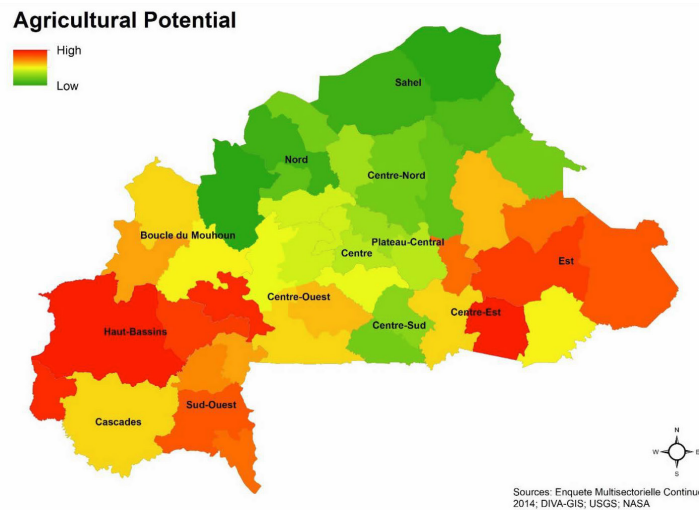 Agricultural Potential
High
Low
Sahel
Nord
Centre-Nord
Boucle du Mouhoun
Plateau-Central
Centre
Est
Centre-Ouest
Centre-Est
Centre-Sud
Haut-Bassins
Sud-Ouest
Cascades
N
W E
S
Sources: Enquete Multisectorielle Continue
2014; DIVA-GIS; USGS; NASA